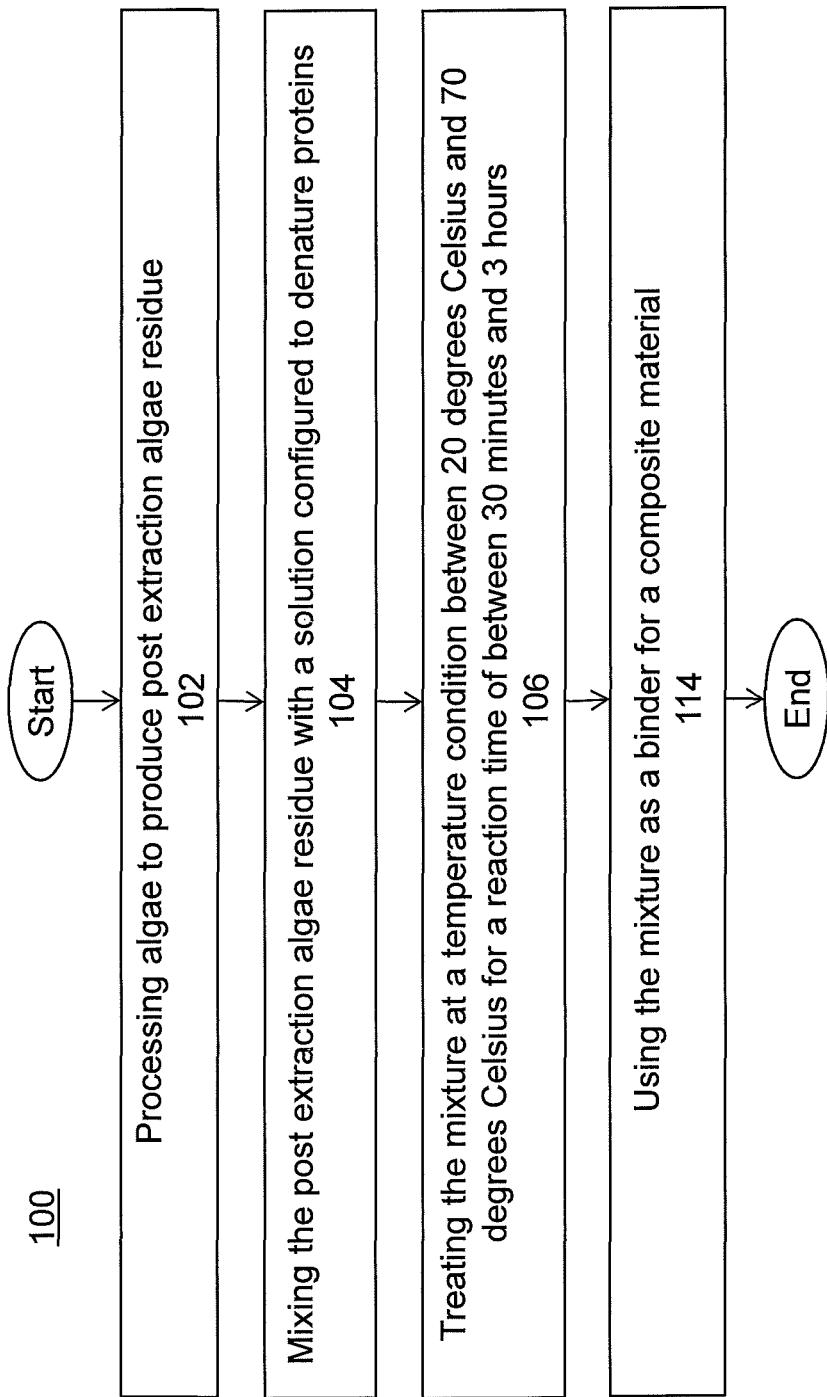 100
Start
Processing algae to produce post extraction algae residue
102
Mixing the post extraction algae residue with a solution configured to denature proteins
104
Treating the mixture at a temperature condition between 20 degrees Celsius and 70
degrees Celsius for a reaction time of between 30 minutes and 3 hours
106
Using the mixture as a binder for a composite material
114
End